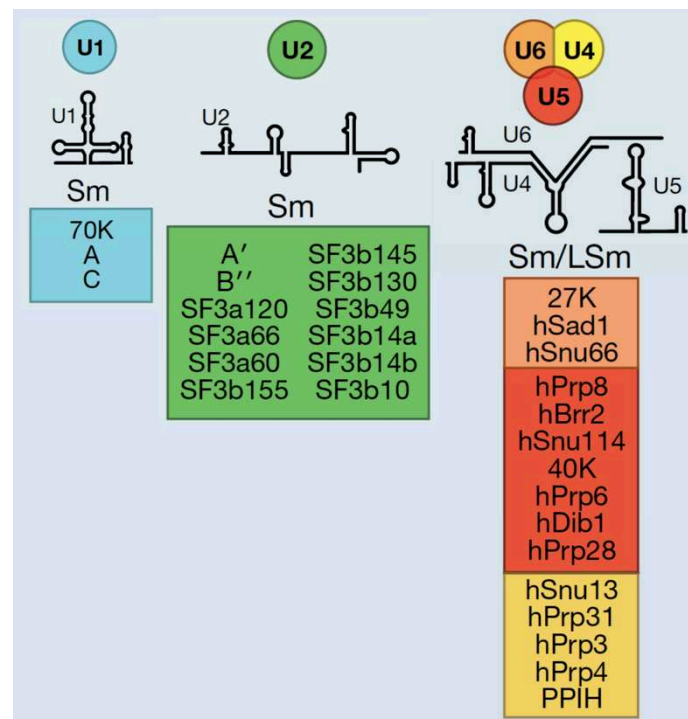 U1
U2
U6 U4
U5
U1
U2
U6
U4
U5
Sm
Sm
Sm/LSm
70K
A
C
A′ SF3b145
B′′ SF3b130
SF3a120 SF3b49
SF3a66 SF3b14a
SF3a60 SF3b14b
SF3b155 SF3b10
27K
hSad1
hSnu66
hPrp8
hBrr2
hSnu114
40K
hPrp6
hDib1
hPrp28
hSnu13
hPrp31
hPrp3
hPrp4
PPIH